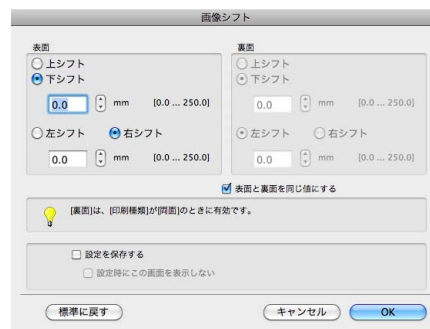 画像シフト
表面
上シフト
下シフト
0.0 mm [0.0 ... 250.0]
左シフト 右シフト
0.0 mm [0.0 ... 250.0]
裏面
上シフト
下シフト
0.0 mm [0.0 ... 250.0]
左シフト 右シフト
0.0 mm [0.0 ... 250.0]
表面と裏面を同じ値にする
[裏面]は、[印刷種類]が[両面]のときに有効です。
設定を保存する
設定時にこの画面を表示しない
標準に戻す キャンセル OK